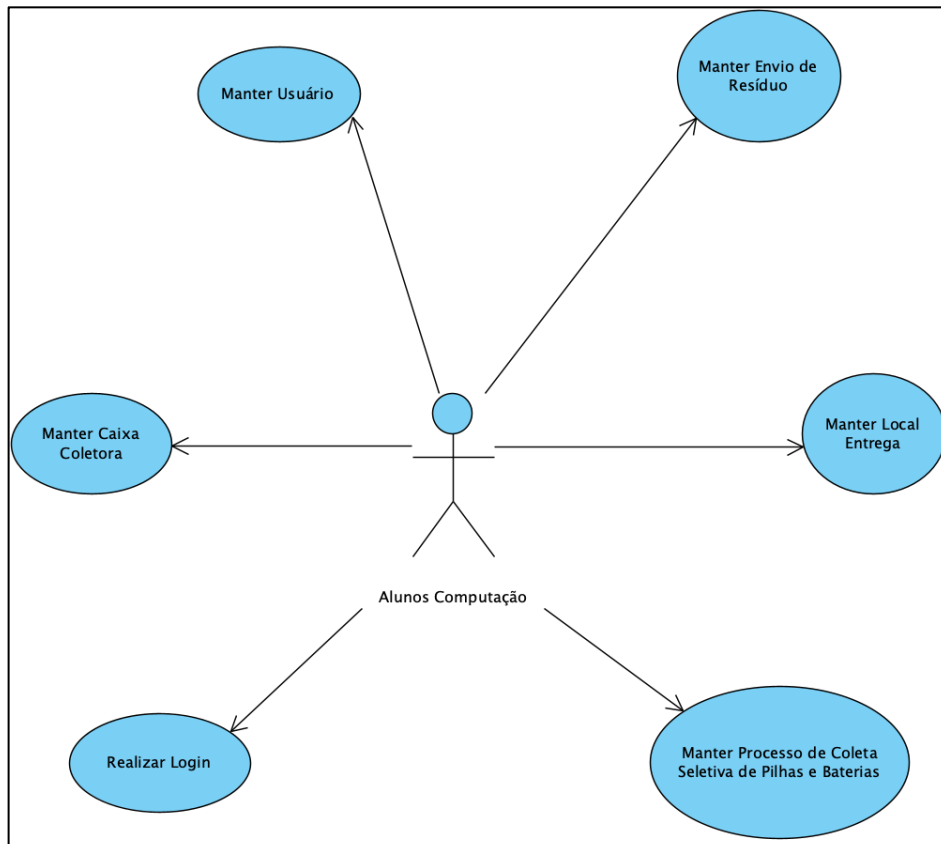 Manter Usuário
Manter Envio de
Resíduo
Manter Caixa
Coletora
Manter Local
Entrega
Alunos Computação
Realizar Login
Manter Processo de Coleta
Seletiva de Pilhas e Baterias